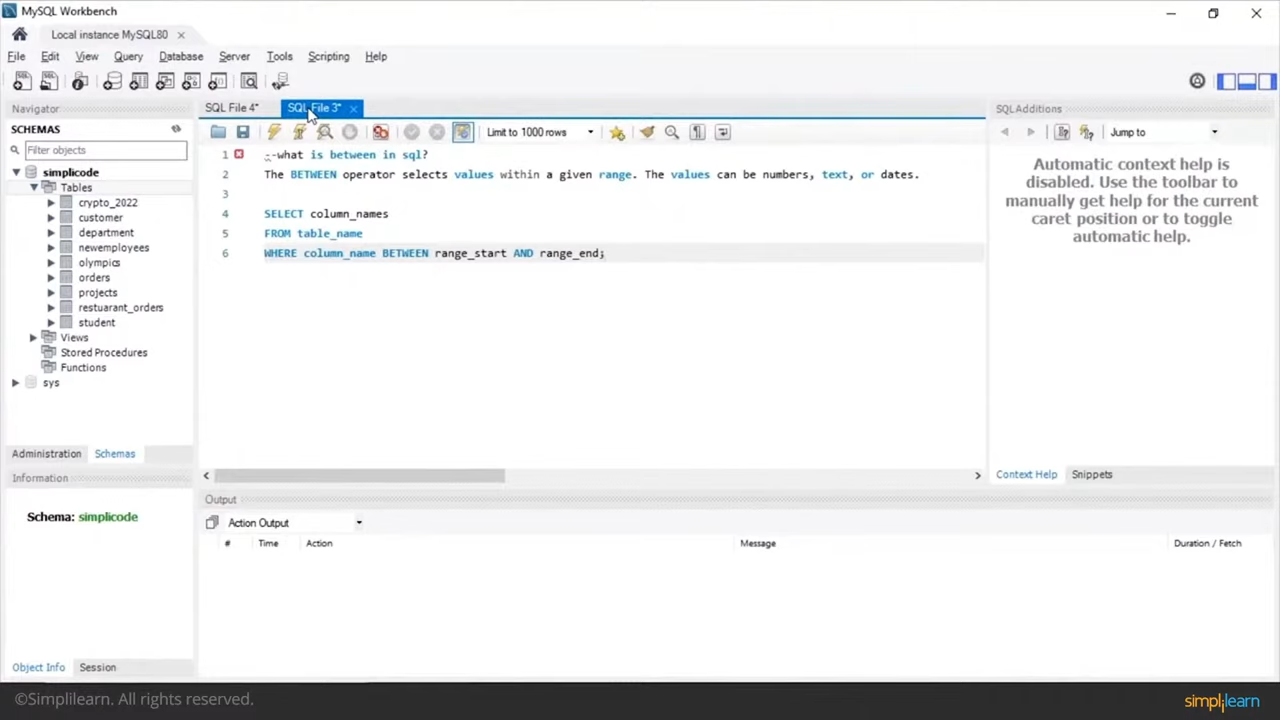 MySQL Workbench
Local instance MySQL80
File Edit View Query Database Server Tools Scripting Help
Navigator
SCHEMAS
Filter objects
simplicode
Tables
crypto_2022
customer
department
newemployees
olympics
orders
projects
restuarant_orders
student
Views
Stored Procedures
Functions
sys
Administration Schemas
Information
Schema: simplicode
Object Info Session
SQL File 4* SQL File 3*
Limit to 1000 rows
1 --what is between in sql?
2 The BETWEEN operator selects values within a given range. The values can be numbers, text, or dates.
3
4 SELECT column_names
5 FROM table_name
6 WHERE column_name BETWEEN range_start AND range_end;
Output
Action Output
# Time Action Message Duration / Fetch
SQLAdditions
Jump to
Automatic context help is
disabled. Use the toolbar to
manually get help for the current
caret position or to toggle
automatic help.
Context Help Snippets
©Simplilearn. All rights reserved.
simplilearn